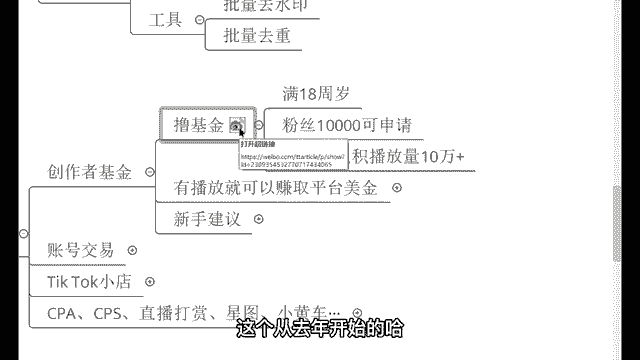 批量去水印
工具
批量去重
满18周岁
撸基金
粉丝10000可申请
打开超链接
https://weibo.com/ttarticle/p/show?
积播放量10万+
创作者基金
有播放就可以赚取平台美金
新手建议
账号交易
TikTok小店
CPA、CPS、直播打赏、星图、小黄车…
这个从去年开始的哈